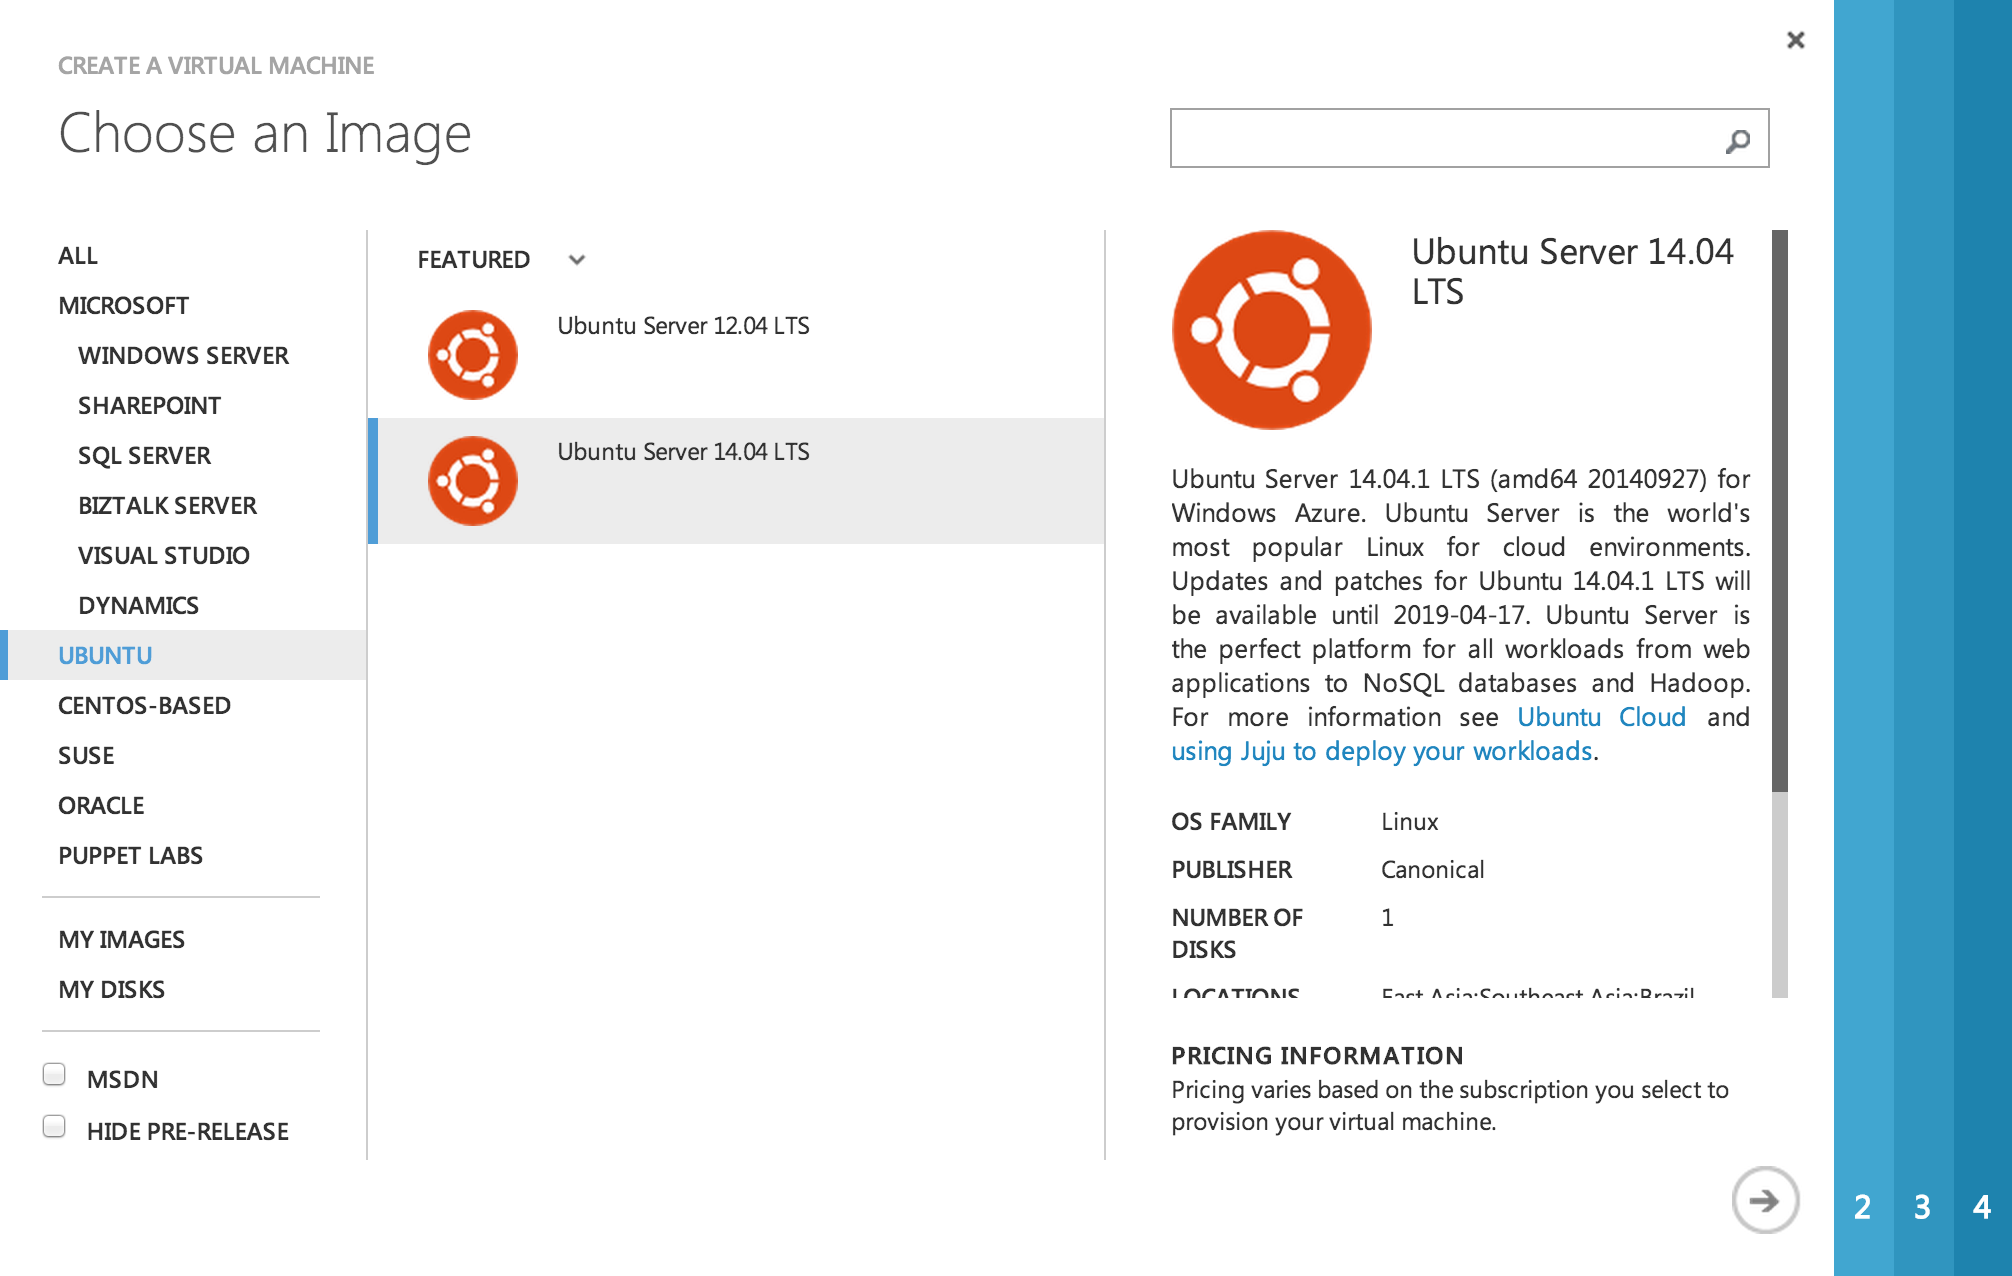 CREATE A VIRTUAL MACHINE
Choose an Image
ALL
MICROSOFT
WINDOWS SERVER
SHAREPOINT
SQL SERVER
BIZTALK SERVER
VISUAL STUDIO
DYNAMICS
UBUNTU
CENTOS-BASED
SUSE
ORACLE
PUPPET LABS
MY IMAGES
MY DISKS
MSDN
HIDE PRE-RELEASE
FEATURED
Ubuntu Server 12.04 LTS
Ubuntu Server 14.04 LTS
Ubuntu Server 14.04
LTS
Ubuntu Server 14.04.1 LTS (amd64 20140927) for
Windows Azure. Ubuntu Server is the world's
most popular Linux for cloud environments.
Updates and patches for Ubuntu 14.04.1 LTS will
be available until 2019-04-17. Ubuntu Server is
the perfect platform for all workloads from web
applications to NoSQL databases and Hadoop.
For more information see Ubuntu Cloud and
using Juju to deploy your workloads.
OS FAMILY Linux
PUBLISHER Canonical
NUMBER OF 1
DISKS
LOCATIONS East Asia;Southeast Asia;Brazil
PRICING INFORMATION
Pricing varies based on the subscription you select to
provision your virtual machine.
2 3 4